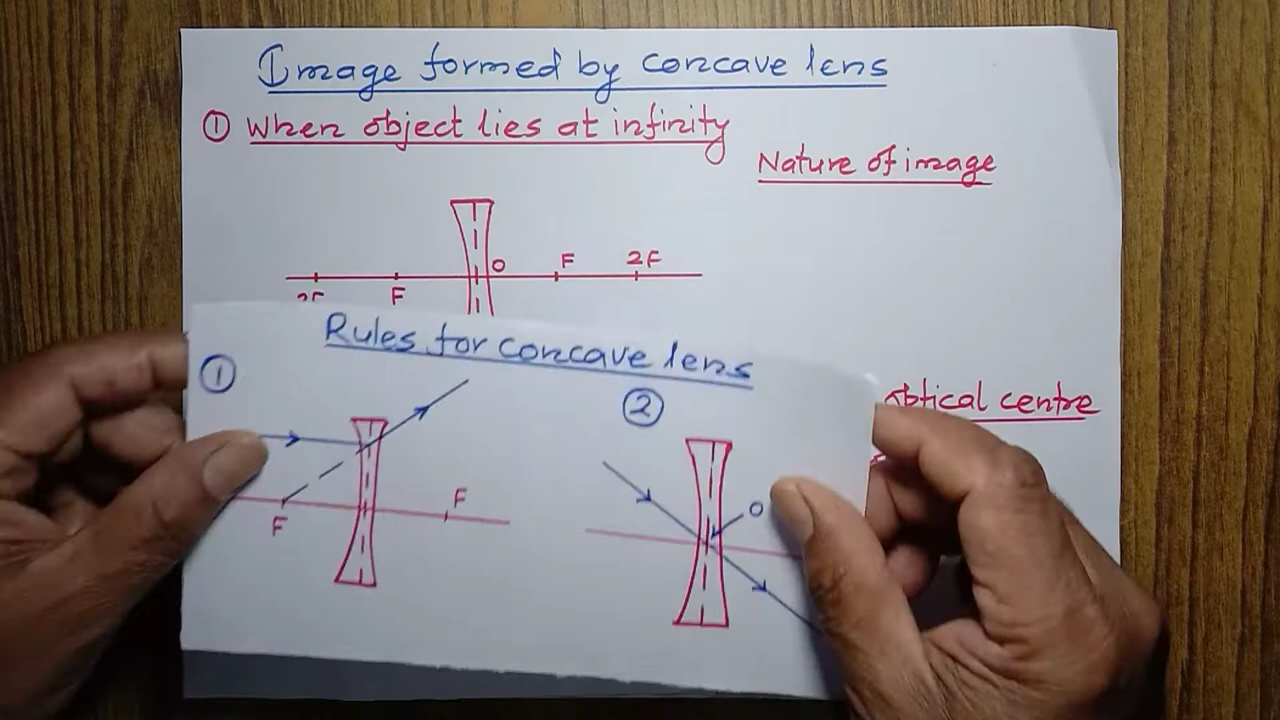 Image formed by concave lens
① When object lies at infinity
Nature of image
O F 2F
F
Rules for concave lens
①
②
optical centre
F
O
F